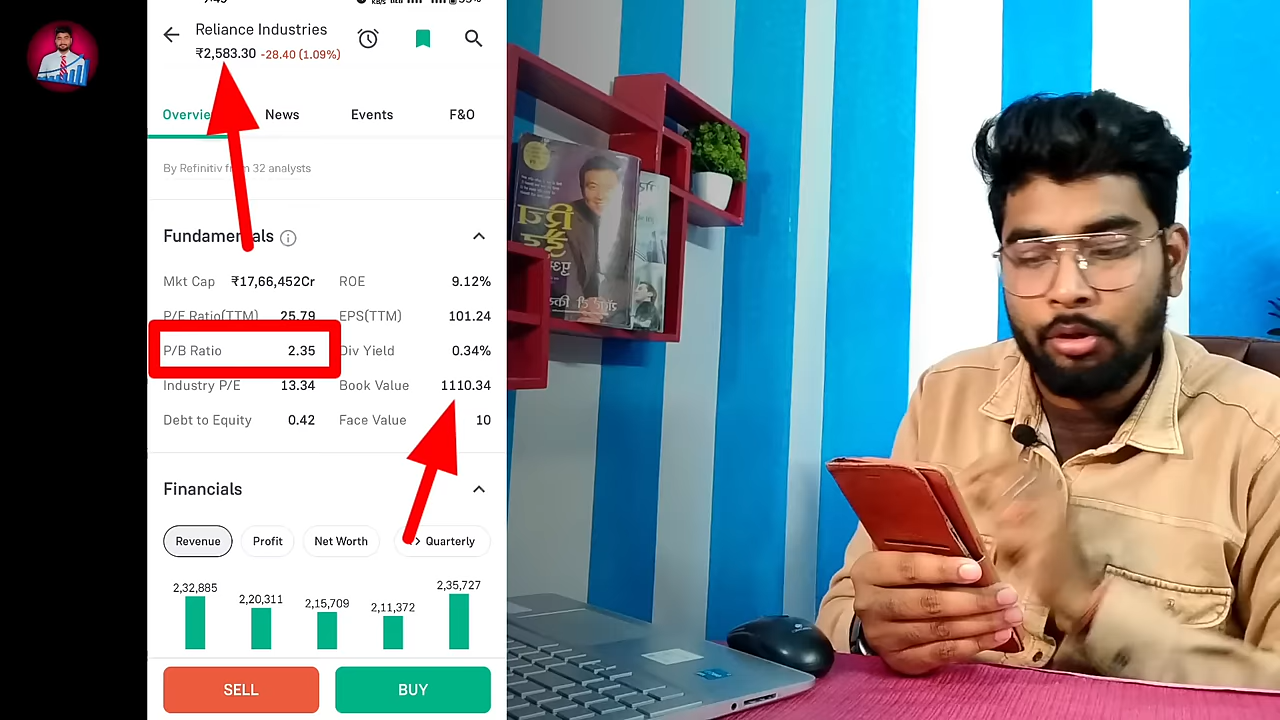 Reliance Industries
₹2,583.30 -28.40 (1.09%)
Overvie News Events F&O
By Refinitiv from 32 analysts
Fundamentals
Mkt Cap ₹17,66,452Cr ROE 9.12%
P/E Ratio(TTM) 25.79 EPS(TTM) 101.24
P/B Ratio 2.35 Div Yield 0.34%
Industry P/E 13.34 Book Value 1110.34
Debt to Equity 0.42 Face Value 10
Financials
Revenue Profit Net Worth Quarterly
2,32,885 2,20,311 2,15,709 2,11,372 2,35,727
SELL BUY